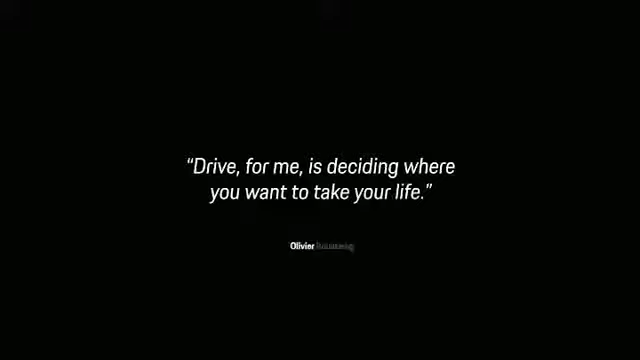 “Drive, for me, is deciding where
you want to take your life.”
Olivier